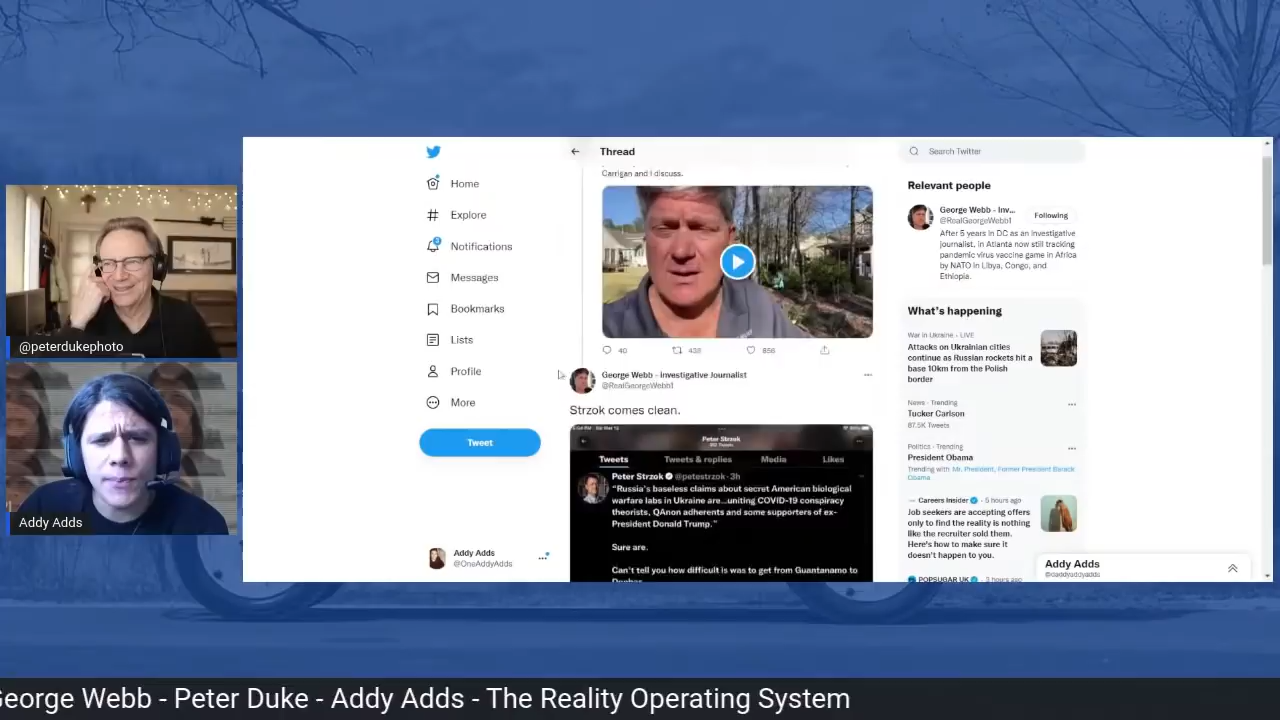 @peterdukephoto
Addy Adds
Home
Explore
Notifications
Messages
Bookmarks
Lists
Profile
More
Tweet
Addy Adds
@OneAddyAdds
Thread
Carrigan and I discuss.
40
438
856
George Webb - Investigative Journalist
@RealGeorgeWebb1
Strzok comes clean.
Peter Strzok
Tweets
Tweets & replies
Media
Likes
Peter Strzok @petestrzok · 3h
"Russia's baseless claims about secret American biological
warfare labs in Ukraine are...uniting COVID-19 conspiracy
theorists, QAnon adherents and some supporters of ex-
President Donald Trump."
Sure are.
Can't tell you how difficult is was to get from Guantanamo to
Search Twitter
Relevant people
George Webb - Inv...
@RealGeorgeWebb1
Following
After 5 years in DC as an investigative
journalist, in Atlanta now still tracking
pandemic virus vaccine game in Africa
by NATO in Libya, Congo, and
Ethiopia.
What's happening
War in Ukraine · LIVE
Attacks on Ukrainian cities
continue as Russian rockets hit a
base 10km from the Polish
border
News · Trending
Tucker Carlson
87.5K Tweets
Politics · Trending
President Obama
Trending with Mr. President, Former President Barack
Obama
Careers Insider · 5 hours ago
Job seekers are accepting offers
only to find the reality is nothing
like the recruiter sold them.
Here's how to make sure it
doesn't happen to you.
POPSUGAR UK · 3 hours ago
Addy Adds
@daddyaddyadds
George Webb - Peter Duke - Addy Adds - The Reality Operating System